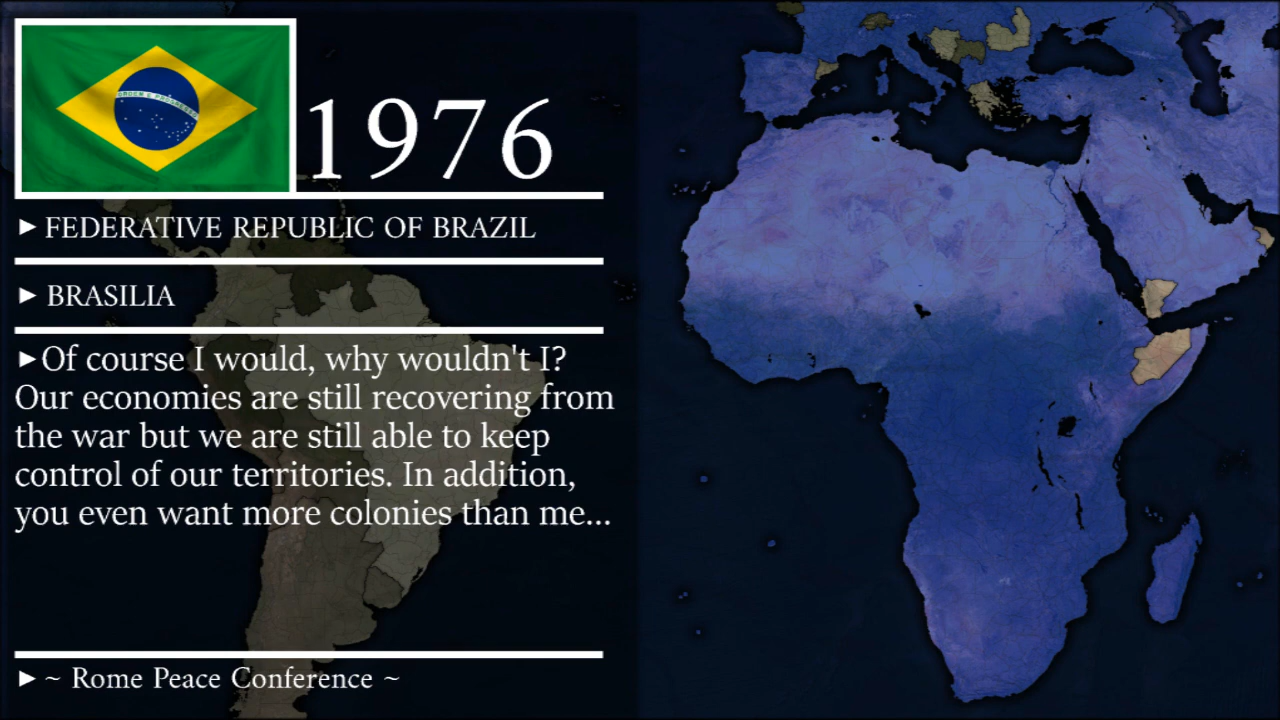 1976
►FEDERATIVE REPUBLIC OF BRAZIL
►BRASILIA
►Of course I would, why wouldn't I?
Our economies are still recovering from
the war but we are still able to keep
control of our territories. In addition,
you even want more colonies than me...
►~ Rome Peace Conference ~